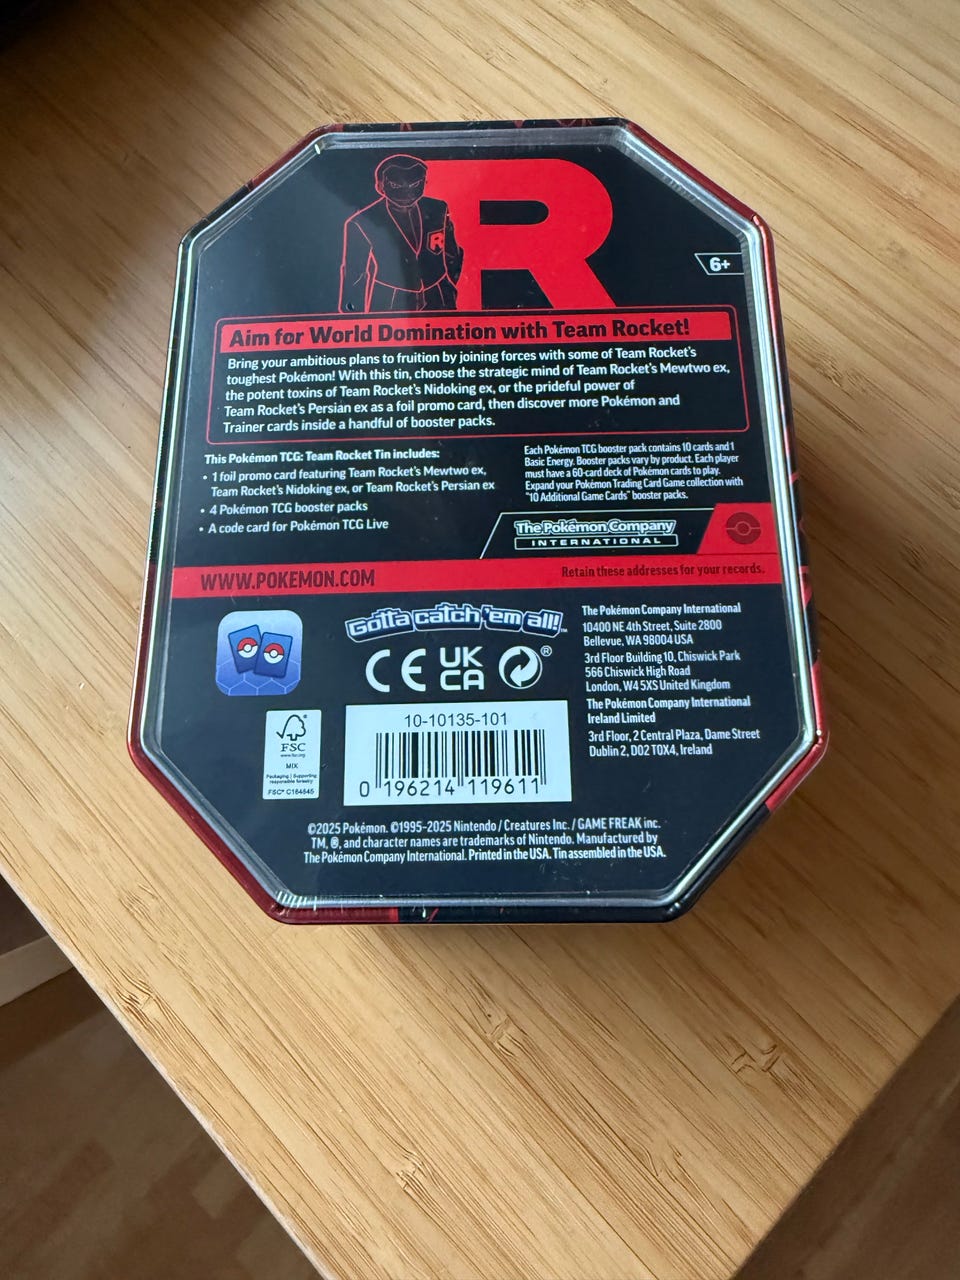 R
R
6+
Aim for World Domination with Team Rocket!
Bring your ambitious plans to fruition by joining forces with some of Team Rocket's
toughest Pokémon! With this tin, choose the strategic mind of Team Rocket's Mewtwo ex,
the potent toxins of Team Rocket's Nidoking ex, or the prideful power of
Team Rocket's Persian ex as a foil promo card, then discover more Pokémon and
Trainer cards inside a handful of booster packs.
This Pokémon TCG: Team Rocket Tin includes:
• 1 foil promo card featuring Team Rocket's Mewtwo ex,
Team Rocket's Nidoking ex, or Team Rocket's Persian ex
• 4 Pokémon TCG booster packs
• A code card for Pokémon TCG Live
Each Pokémon TCG booster pack contains 10 cards and 1
Basic Energy. Booster packs vary by product. Each player
must have a 60-card deck of Pokémon cards to play.
Expand your Pokémon Trading Card Game collection with
"10 Additional Game Cards" booster packs.
The Pokémon Company
INTERNATIONAL
WWW.POKEMON.COM
Retain these addresses for your records.
Gotta catch 'em all!™
CE UK CA ®
FSC®
www.fsc.org
MIX
Packaging | Supporting
responsible forestry
FSC® C164645
10-10135-101
0 196214 119611
The Pokémon Company International
10400 NE 4th Street, Suite 2800
Bellevue, WA 98004 USA
3rd Floor Building 10, Chiswick Park
566 Chiswick High Road
London, W4 5XS United Kingdom
The Pokémon Company International
Ireland Limited
3rd Floor, 2 Central Plaza, Dame Street
Dublin 2, D02 T0X4, Ireland
©2025 Pokémon. ©1995-2025 Nintendo / Creatures Inc. / GAME FREAK inc.
TM, ®, and character names are trademarks of Nintendo. Manufactured by
The Pokémon Company International. Printed in the USA. Tin assembled in the USA.